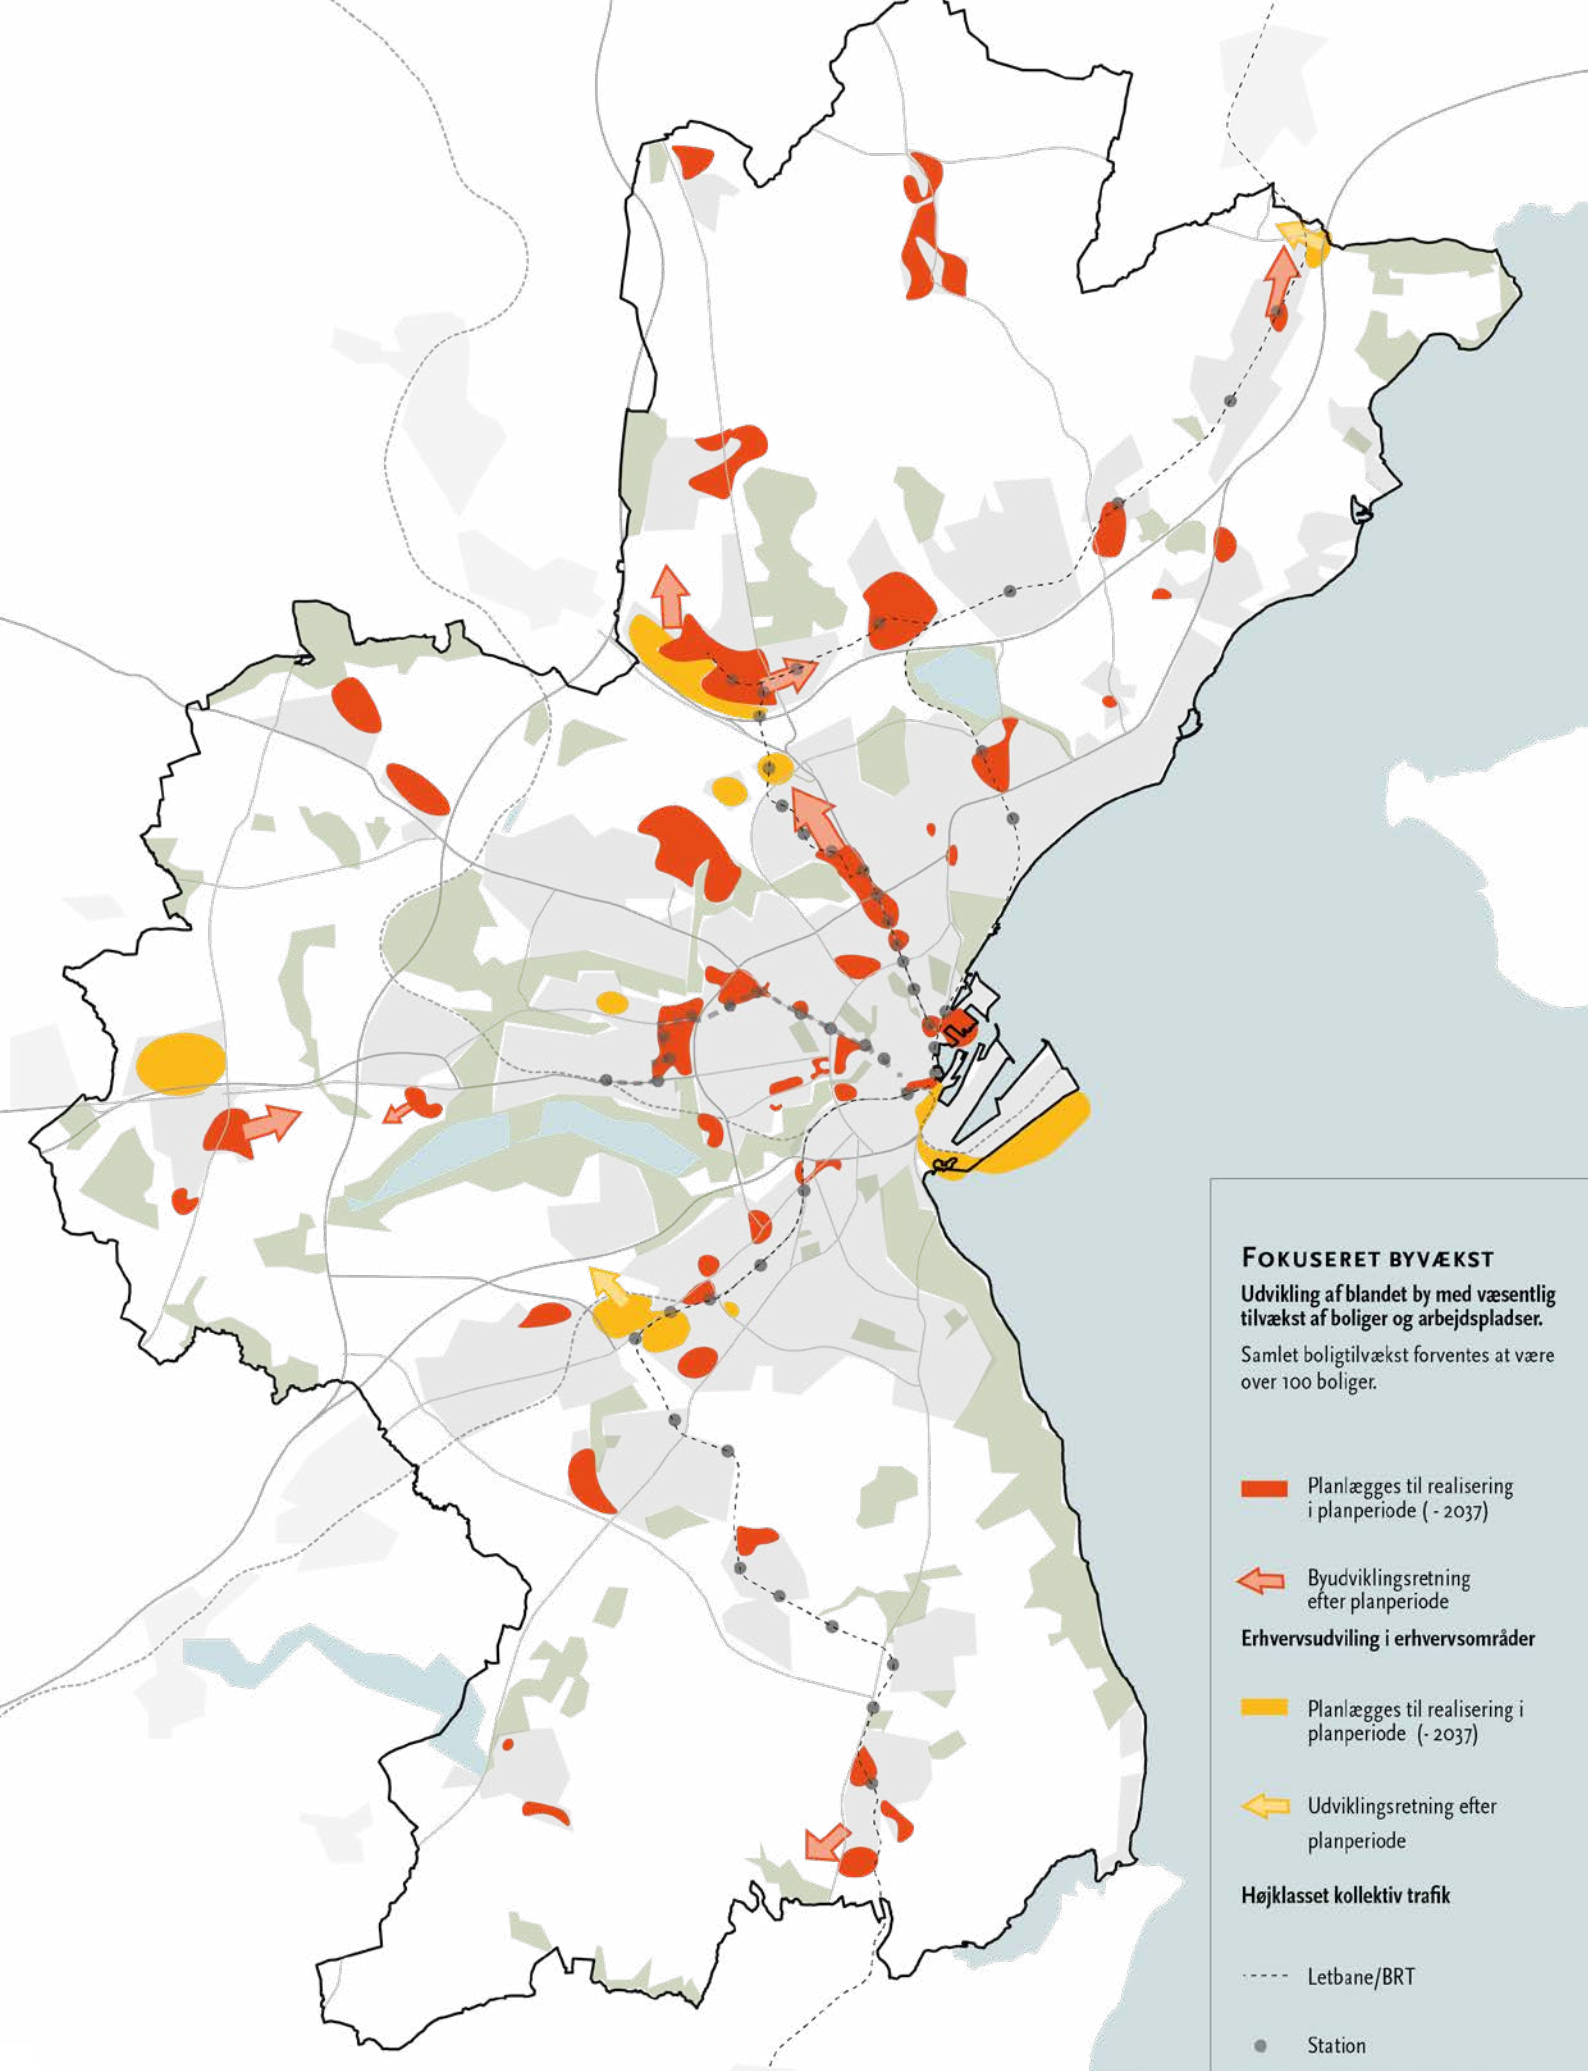 FOKUSERET BYVÆKST
Udvikling af blandet by med væsentlig
tilvækst af boliger og arbejdspladser.
Samlet boligtilvækst forventes at være
over 100 boliger.
Planlægges til realisering
i planperiode ( - 2037)
Byudviklingsretning
efter planperiode
Erhvervsudviling i erhvervsområder
Planlægges til realisering i
planperiode (- 2037)
Udviklingsretning efter
planperiode
Højklasset kollektiv trafik
Letbane/BRT
Station